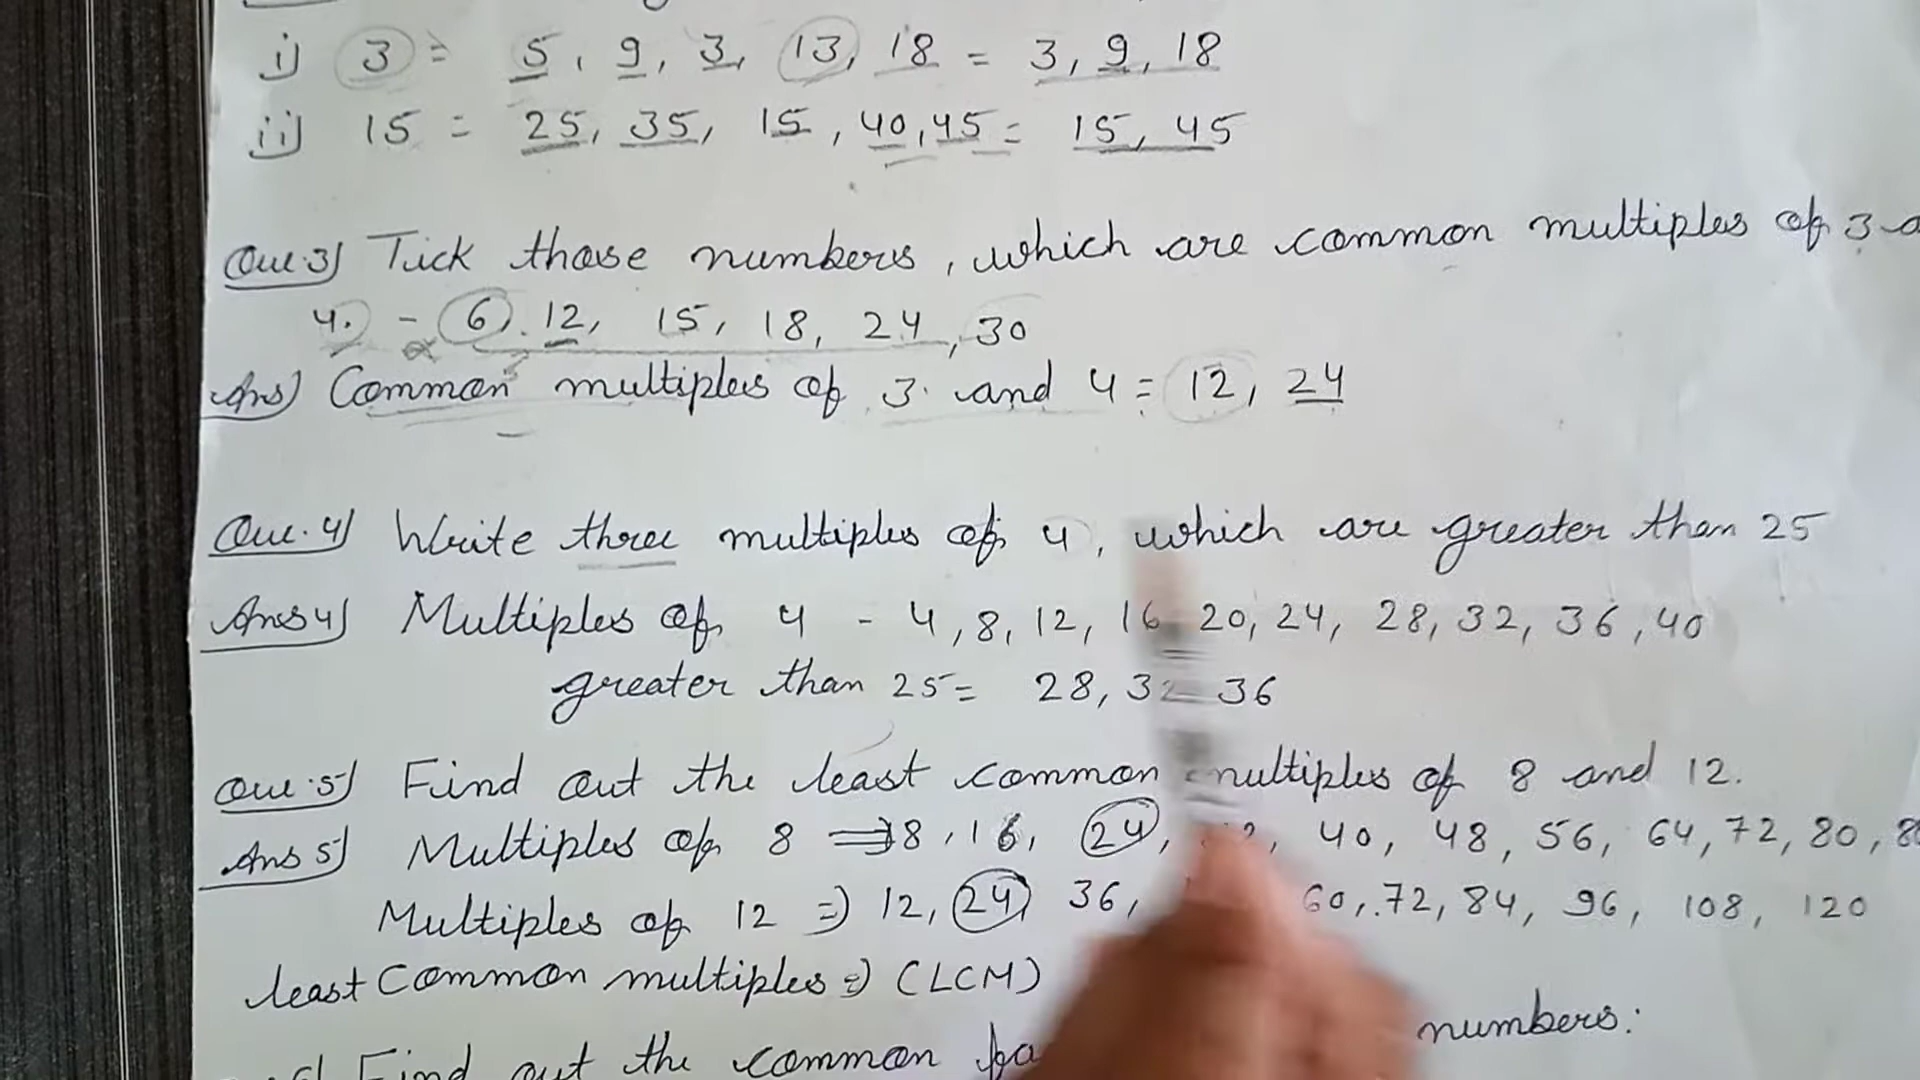 i) 3 = 5, 9, 3, 13, 18 = 3, 9, 18
ii) 15 = 25, 35, 15, 40, 45 = 15, 45
Que.3) Tick those numbers, which are common multiples of 3
4. - 6, 12, 15, 18, 24, 30
Ans) Common multiples of 3 and 4 = 12, 24
Que.4) Write three multiples of 4, which are greater than 25
Ans 4) Multiples of 4 - 4, 8, 12, 16 20, 24, 28, 32, 36, 40
greater than 25 = 28, 32 36
Que.5) Find out the least common multiples of 8 and 12.
Ans 5) Multiples of 8 => 8, 16, 24, 40, 48, 56, 64, 72, 80,
Multiples of 12 => 12, 24, 36, 60, 72, 84, 96, 108, 120
least Common multiples => (LCM)
Find out the common numbers: